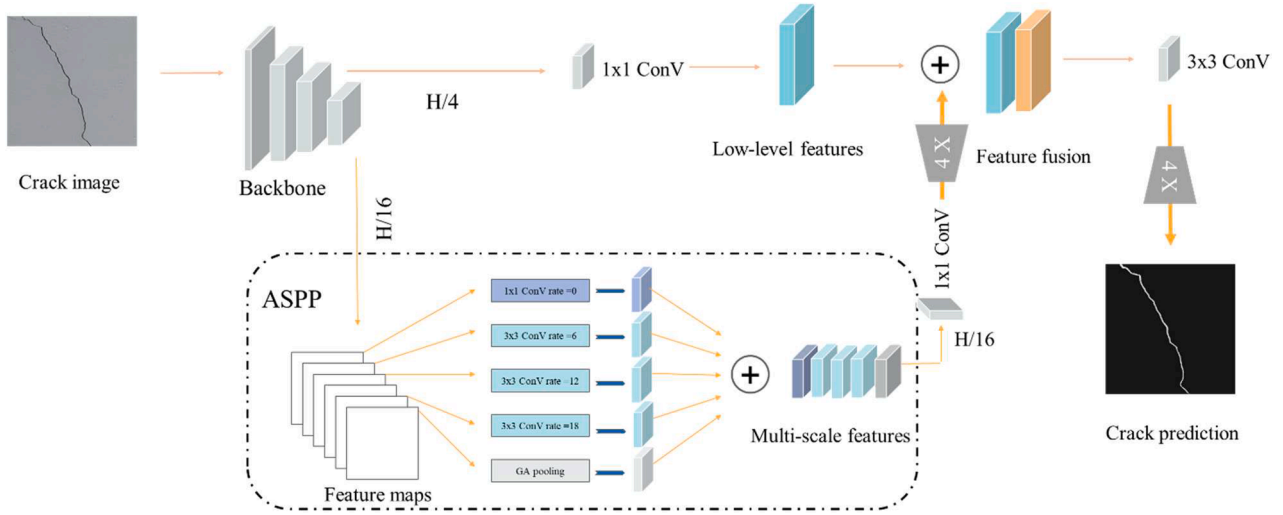 Crack image
Backbone
H/4
1x1 ConV
Low-level features
4 X
Feature fusion
3x3 ConV
4 X
H/16
ASPP
1x1 ConV rate =0
3x3 ConV rate =6
3x3 ConV rate =12
3x3 ConV rate =18
GA pooling
Feature maps
Multi-scale features
H/16
1x1 ConV
Crack prediction